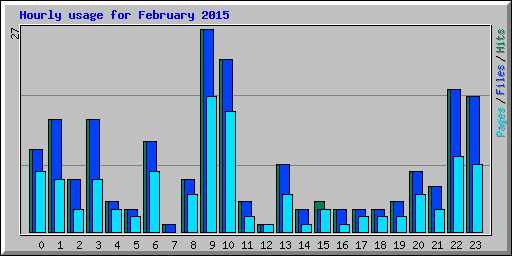 Hourly usage for February 2015
27
Pages / Files / Hits
0 1 2 3 4 5 6 7 8 9 10 11 12 13 14 15 16 17 18 19 20 21 22 23